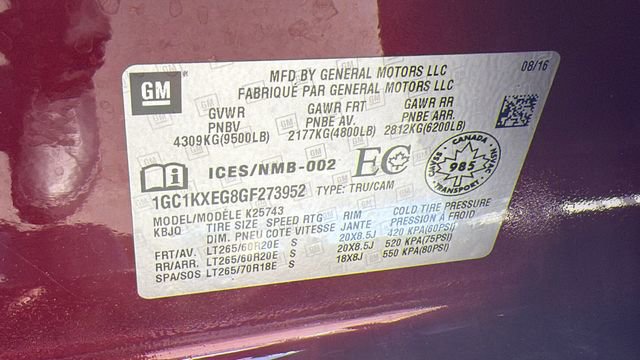 GM
MFD BY GENERAL MOTORS LLC 08/16
FABRIQUÉ PAR GENERAL MOTORS LLC
GVWR GAWR FRT GAWR RR
PNBV PNBE AV. PNBE ARR.
4309KG(9500LB) 2177KG(4800LB) 2812KG(6200LB)
ICES/NMB-002 EC
CANADA
985
NSVAC
CNVAS
1GC1KXEG8GF273952 TYPE: TRU/CAM
MODEL/MODÈLE K25743
KBJQ TIRE SIZE SPEED RTG RIM COLD TIRE PRESSURE
DIM. PNEU COTE VITESSE JANTE PRESSION À FROID
FRT/AV. LT265/60R20E S 20X8.5J 420 KPA(60PSI)
RR/ARR. LT265/60R20E S 20X8.5J 520 KPA(75PSI)
SPA/SOS LT265/70R18E S 18X8J 550 KPA(80PSI)